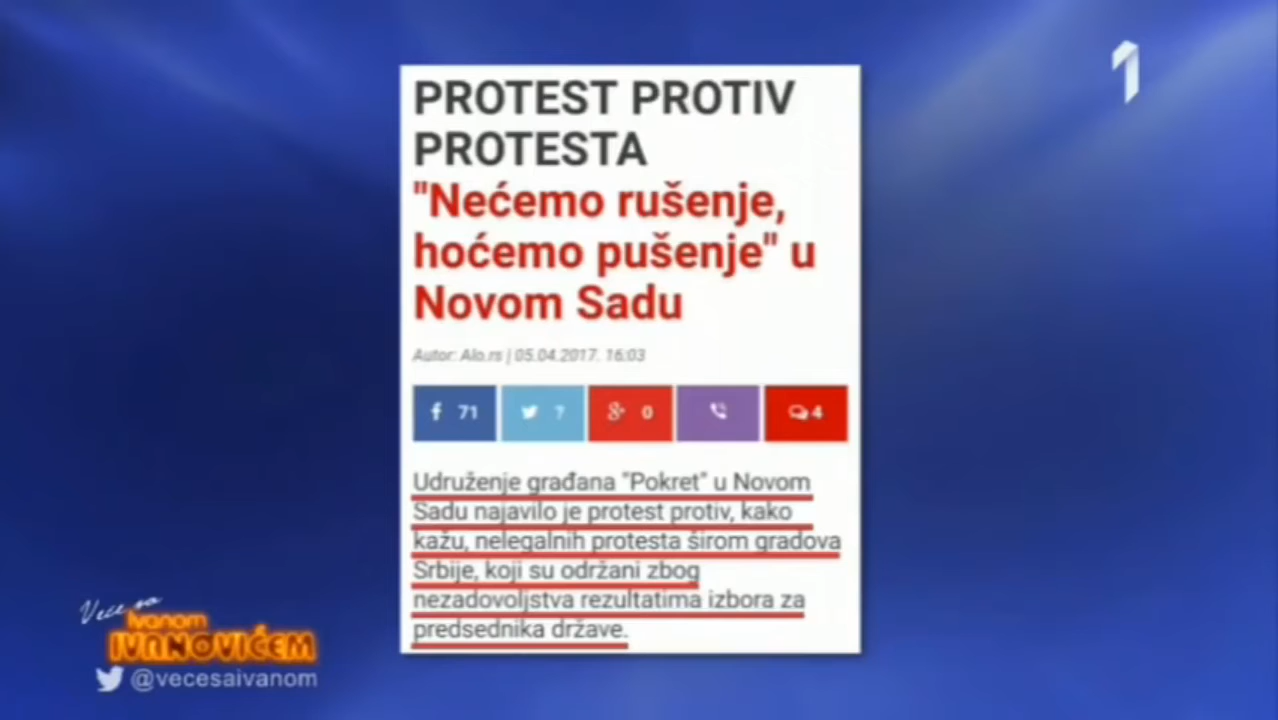 1
PROTEST PROTIV
PROTESTA
"Nećemo rušenje,
hoćemo pušenje" u
Novom Sadu
Autor: Alo.rs | 05.04.2017. 16:03
f 71
?
g+ 0
4
Udruženje građana "Pokret" u Novom
Sadu najavilo je protest protiv, kako
kažu, nelegalnih protesta širom gradova
Srbije, koji su održani zbog
nezadovoljstva rezultatima izbora za
predsednika države.
Veče sa
Ivanom
IVANOVIĆEM
@vecesaivanom